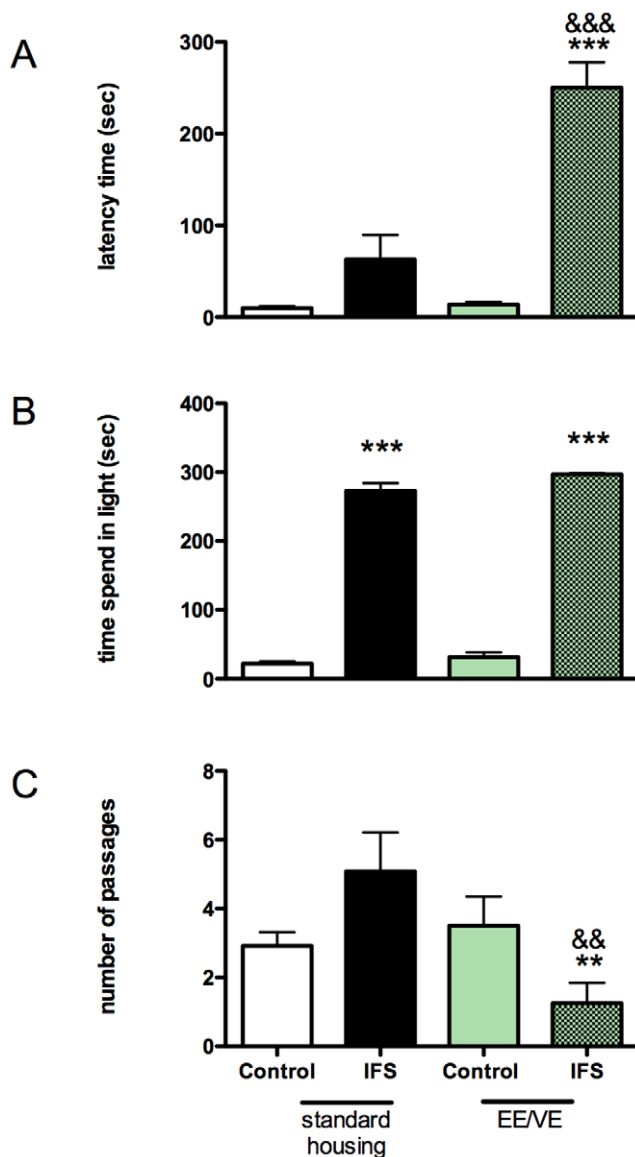 A
latency time (sec)
300
200
100
0
&&&
***
B
time spend in light (sec)
400
300
200
100
0
***
***
C
number of passages
8
6
4
2
0
&&
**
Control IFS Control IFS
standard housing
EE/VE